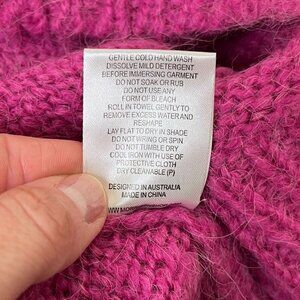 GENTLE COLD HAND WASH
DISSOLVE MILD DETERGENT
BEFORE IMMERSING GARMENT
DO NOT SOAK OR RUB
DO NOT USE ANY
FORM OF BLEACH
ROLL IN TOWEL GENTLY TO
REMOVE EXCESS WATER AND
RESHAPE
LAY FLAT TO DRY IN SHADE
DO NOT WRING OR SPIN
DO NOT TUMBLE DRY
COOL IRON WITH USE OF
PROTECTIVE CLOTH
DRY CLEANABLE (P)
DESIGNED IN AUSTRALIA
MADE IN CHINA